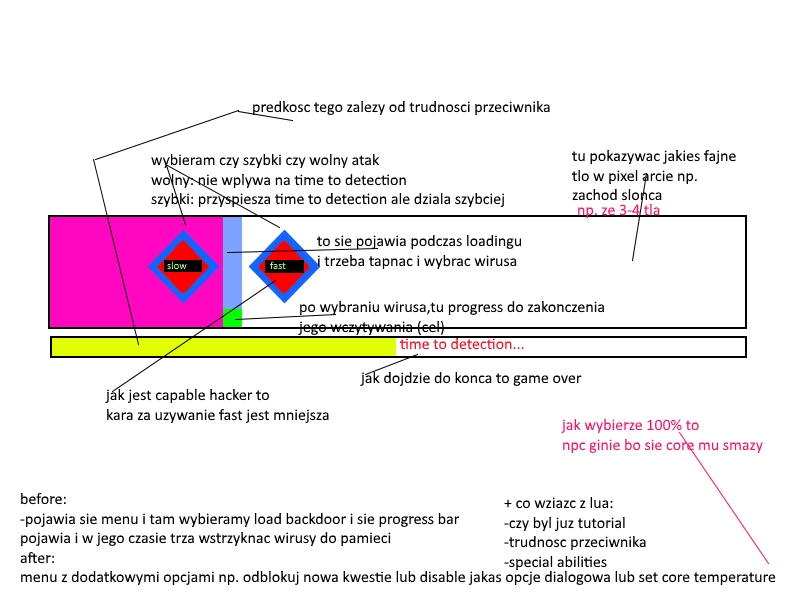 predkosc tego zalezy od trudnosci przeciwnika
wybieram czy szybki czy wolny atak
wolny: nie wplywa na time to detection
szybki: przyspiesza time to detection ale dziala szybciej
tu pokazywac jakies fajne
tlo w pixel arcie np.
zachod slonca
np. ze 3-4 tla
to sie pojawia podczas loadingu
i trzeba tapnac i wybrac wirusa
slow
fast
po wybraniu wirusa,tu progress do zakonczenia
jego wczytywania (cel)
time to detection...
jak dojdzie do konca to game over
jak jest capable hacker to
kara za uzywanie fast jest mniejsza
jak wybierze 100% to
npc ginie bo sie core mu smazy
before:
-pojawia sie menu i tam wybieramy load backdoor i sie progress bar
pojawia i w jego czasie trza wstrzyknac wirusy do pamieci
after:
menu z dodatkowymi opcjami np. odblokuj nowa kwestie lub disable jakas opcje dialogowa lub set core temperature
+ co wziazc z lua:
-czy byl juz tutorial
-trudnosc przeciwnika
-special abilities